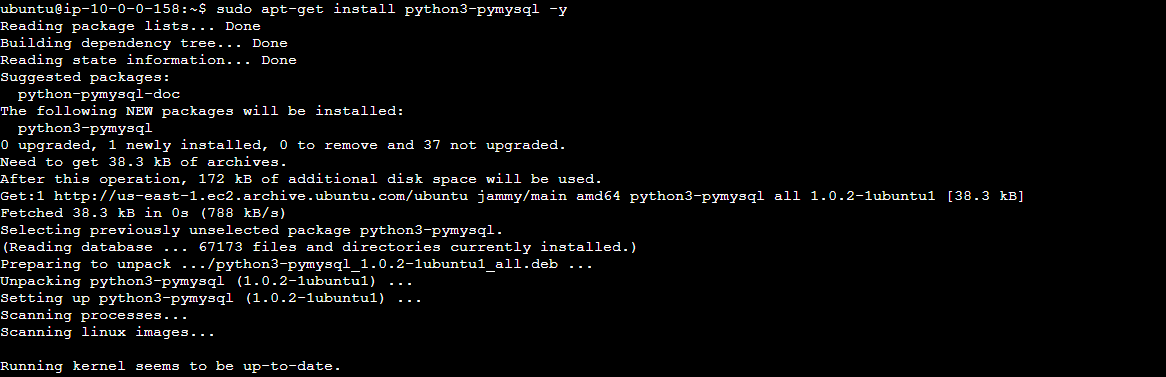 ubuntu@ip-10-0-0-158:~$ sudo apt-get install python3-pymysql -y
Reading package lists... Done
Building dependency tree... Done
Reading state information... Done
Suggested packages:
  python-pymysql-doc
The following NEW packages will be installed:
  python3-pymysql
0 upgraded, 1 newly installed, 0 to remove and 37 not upgraded.
Need to get 38.3 kB of archives.
After this operation, 172 kB of additional disk space will be used.
Get:1 http://us-east-1.ec2.archive.ubuntu.com/ubuntu jammy/main amd64 python3-pymysql all 1.0.2-1ubuntu1 [38.3 kB]
Fetched 38.3 kB in 0s (788 kB/s)
Selecting previously unselected package python3-pymysql.
(Reading database ... 67173 files and directories currently installed.)
Preparing to unpack .../python3-pymysql_1.0.2-1ubuntu1_all.deb ...
Unpacking python3-pymysql (1.0.2-1ubuntu1) ...
Setting up python3-pymysql (1.0.2-1ubuntu1) ...
Scanning processes...
Scanning linux images...

Running kernel seems to be up-to-date.